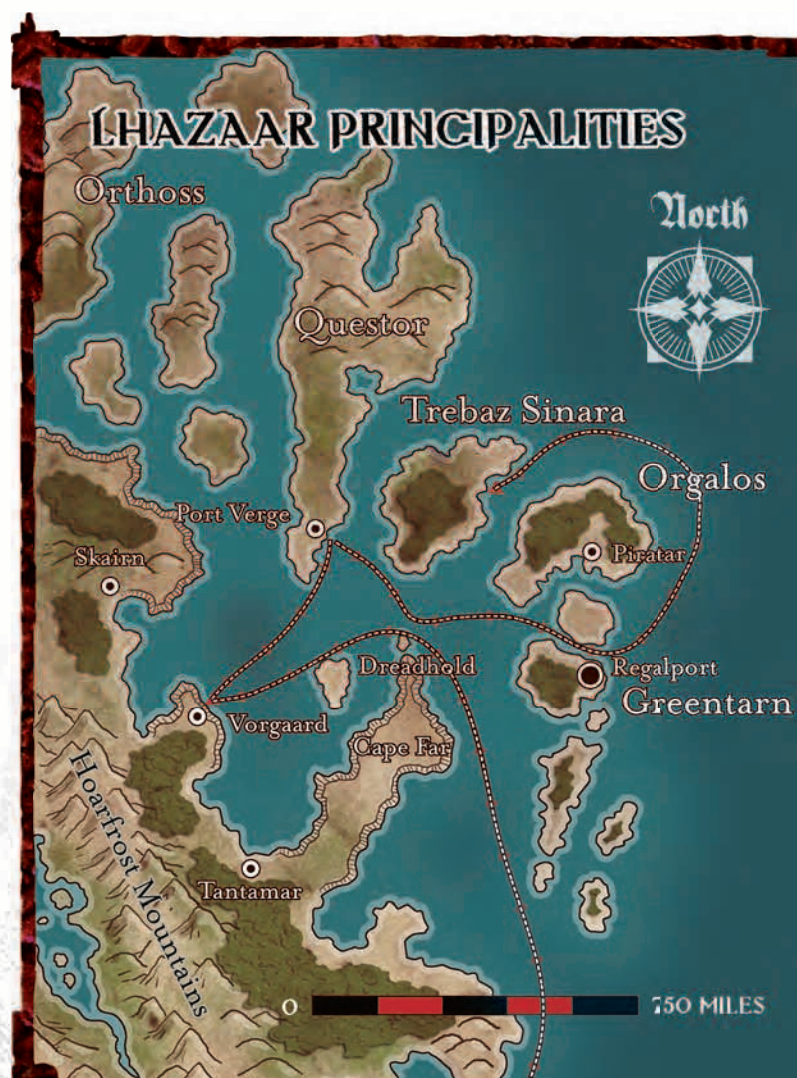 LHAZAAR PRINCIPALITIES
Orthoss
North
Questor
Trebaz Sinara
Orgalos
Port Verge
Piratar
Skairn
Dreadhold
Regalport
Greentarn
Vorgaard
Cape Far
Hoarfrost Mountains
Tantamar
0 750 MILES